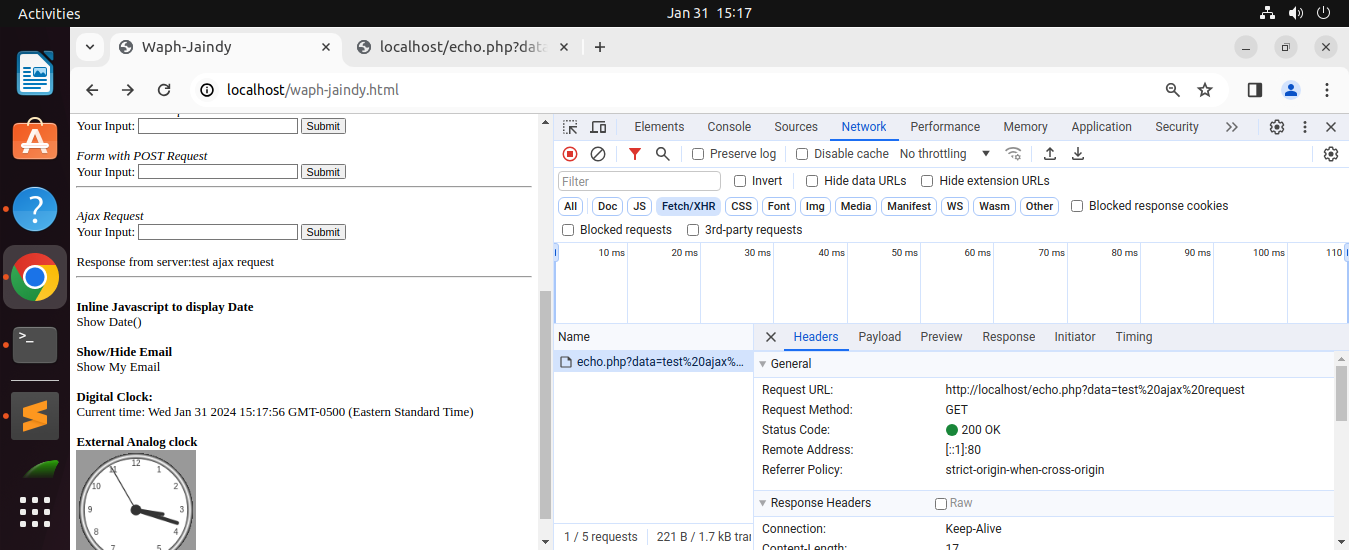 Activities
Jan 31 15:17
Waph-Jaindy
localhost/echo.php?data
localhost/waph-jaindy.html
Your Input: Submit
Form with POST Request
Your Input: Submit
Ajax Request
Your Input: Submit
Response from server:test ajax request
Inline Javascript to display Date
Show Date()
Show/Hide Email
Show My Email
Digital Clock:
Current time: Wed Jan 31 2024 15:17:56 GMT-0500 (Eastern Standard Time)
External Analog clock
12
11 1
10 2
9 3
8 4
7 5
Elements Console Sources Network Performance Memory Application Security
Preserve log Disable cache No throttling
Filter Invert Hide data URLs Hide extension URLs
All Doc JS Fetch/XHR CSS Font Img Media Manifest WS Wasm Other Blocked response cookies
Blocked requests 3rd-party requests
10 ms 20 ms 30 ms 40 ms 50 ms 60 ms 70 ms 80 ms 90 ms 100 ms 110
Name
echo.php?data=test%20ajax%...
1 / 5 requests 221 B / 1.7 kB tran
Headers Payload Preview Response Initiator Timing
General
Request URL: http://localhost/echo.php?data=test%20ajax%20request
Request Method: GET
Status Code: 200 OK
Remote Address: [::1]:80
Referrer Policy: strict-origin-when-cross-origin
Response Headers Raw
Connection: Keep-Alive
Content-Length: 17